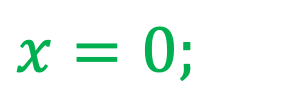 x = 0;